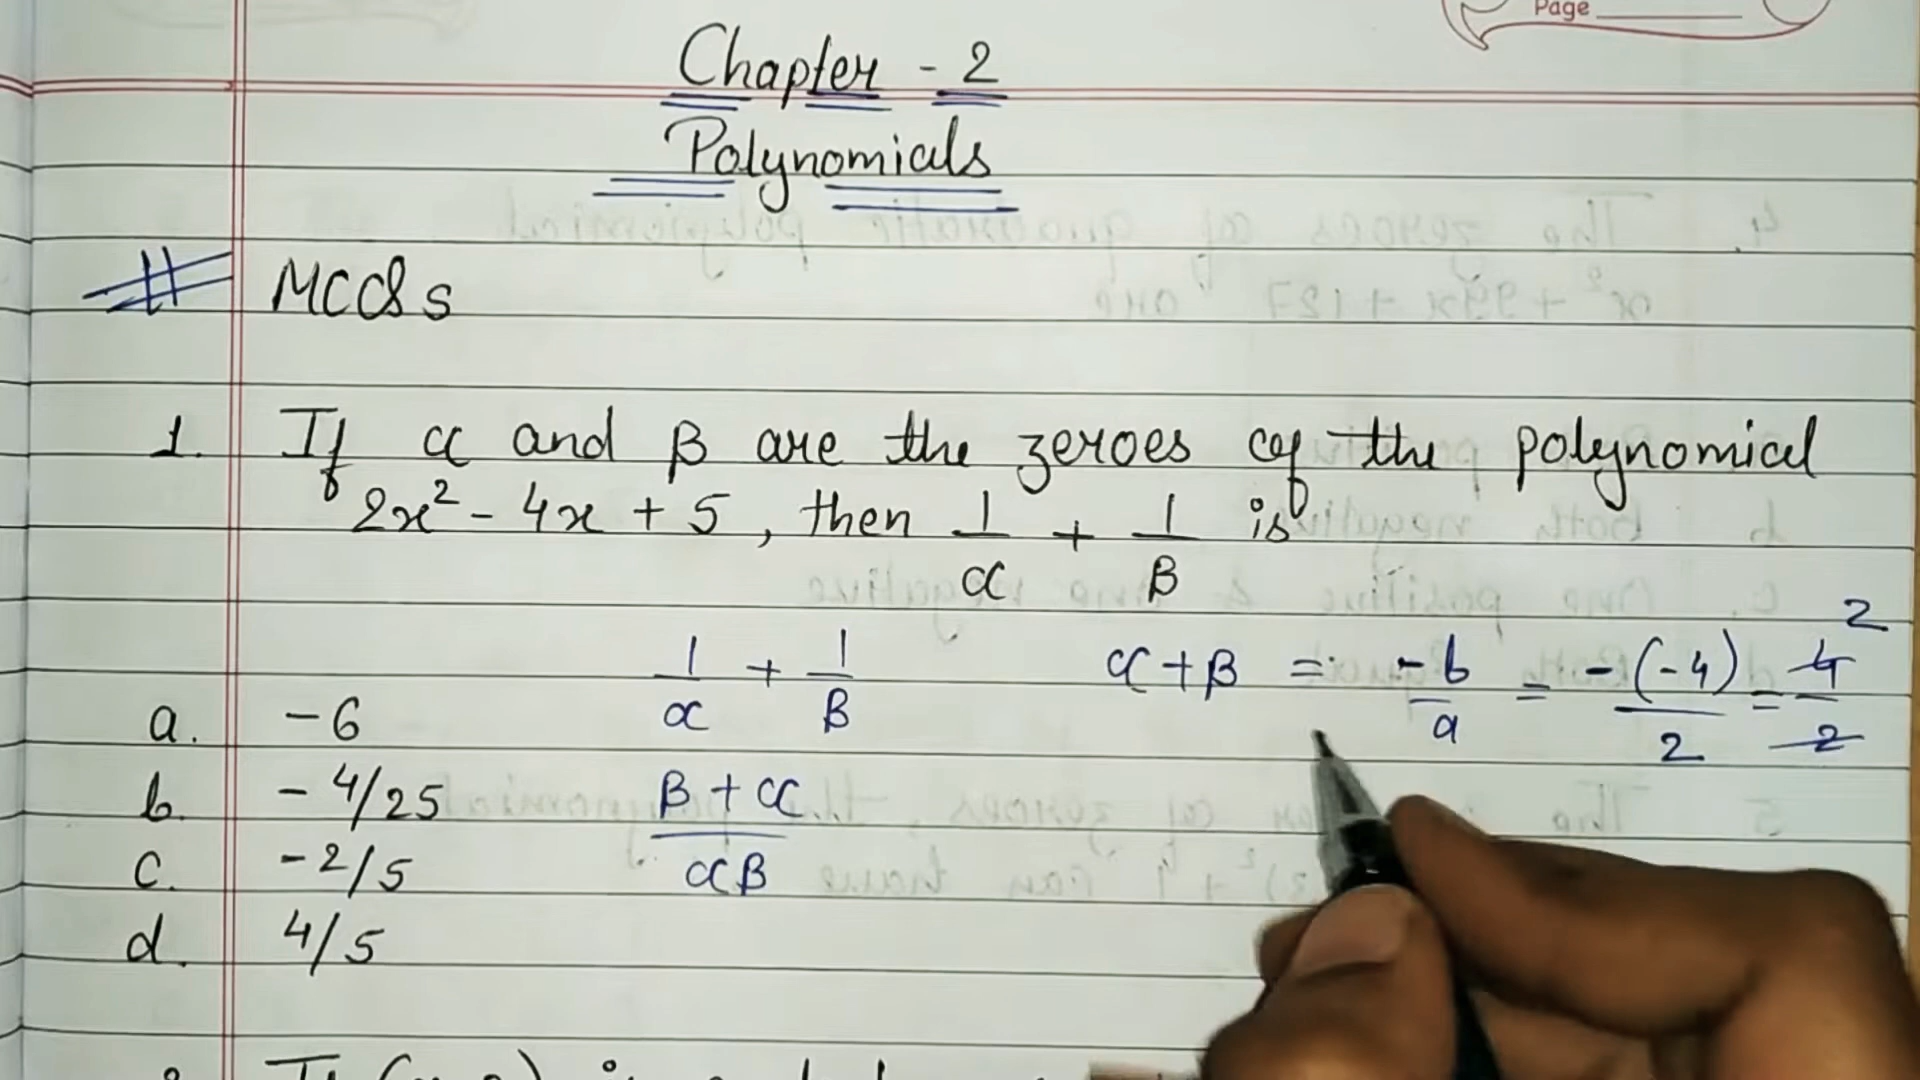 Page
Chapter - 2
Polynomials
# MCQs
1. If α and β are the zeroes of the polynomial
2x² - 4x + 5, then 1/α + 1/β is
1/α + 1/β
α + β = -b/a = -(-4)/2 = 4/2 2
a. -6
b. -4/25
β + α/αβ
c. -2/5
d. 4/5